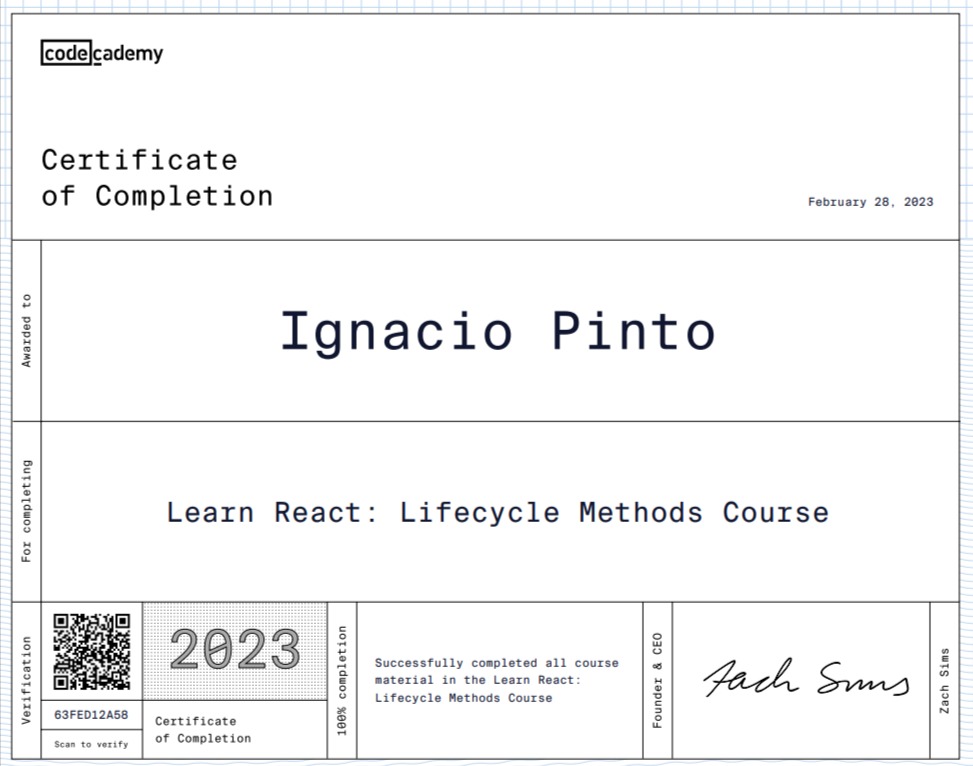 codecademy
Certificate
of Completion
February 28, 2023
Awarded to
Ignacio Pinto
For completing
Learn React: Lifecycle Methods Course
Verification
63FED12A58
Scan to verify
2023
Certificate
of Completion
100% completion
Successfully completed all course
material in the Learn React:
Lifecycle Methods Course
Founder & CEO
Zach Sims
Zach Sims